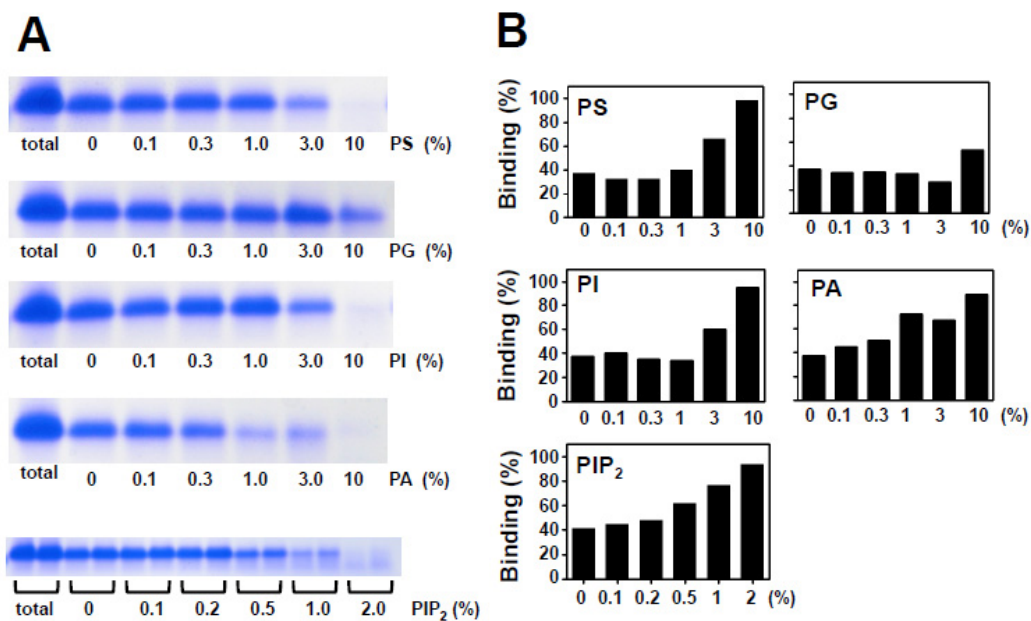 A
total 0 0.1 0.3 1.0 3.0 10 PS (%)
total 0 0.1 0.3 1.0 3.0 10 PG (%)
total 0 0.1 0.3 1.0 3.0 10 PI (%)
total 0 0.1 0.3 1.0 3.0 10 PA (%)
total 0 0.1 0.2 0.5 1.0 2.0 PIP2 (%)
B
PS
Binding (%)
100
80
60
40
20
0
0 0.1 0.3 1 3 10
PG
0 0.1 0.3 1 3 10 (%)
PI
Binding (%)
100
80
60
40
20
0
0 0.1 0.3 1 3 10
PA
0 0.1 0.3 1 3 10 (%)
PIP2
Binding (%)
100
80
60
40
20
0
0 0.1 0.2 0.5 1 2 (%)